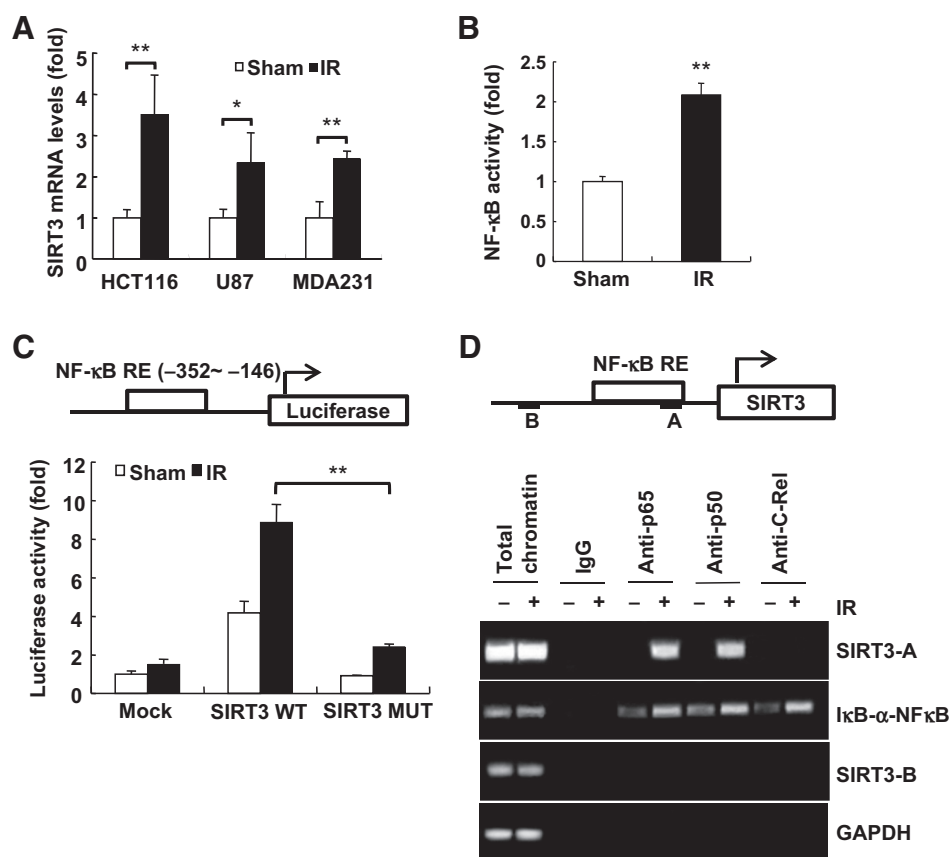 A
SIRT3 mRNA levels (fold)
5
4
3
2
1
0
Sham IR
**
*
**
HCT116 U87 MDA231
B
NF-κB activity (fold)
2.5
2
1.5
1
0.5
0
**
Sham IR
C
NF-κB RE (–352~ –146)
Luciferase
Luciferase activity (fold)
12
10
8
6
4
2
0
Sham IR
**
Mock SIRT3 WT SIRT3 MUT
D
NF-κB RE
SIRT3
B A
Total
chromatin
IgG
Anti-p65
Anti-p50
Anti-C-Rel
– + – + – + – + – + IR
SIRT3-A
IκB-α-NFκB
SIRT3-B
GAPDH